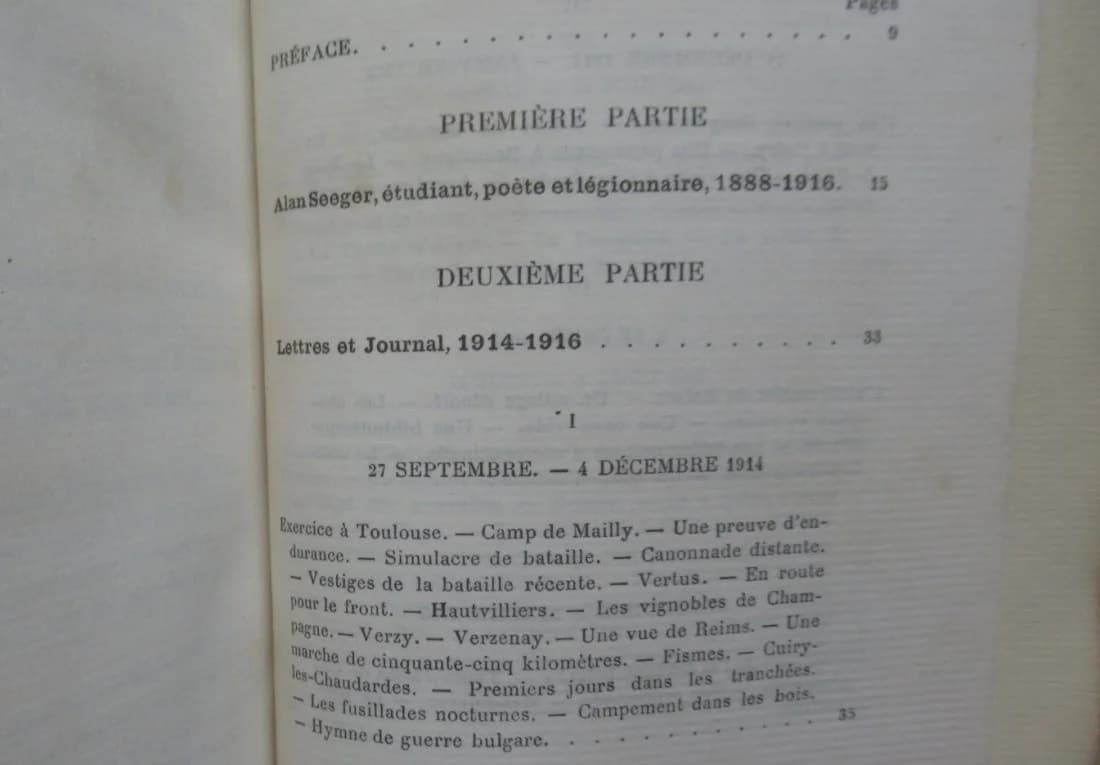 Pages
PRÉFACE. . . . . . . . . . . . . . . . . . . 9
PREMIÈRE PARTIE
Alan Seeger, étudiant, poète et légionnaire, 1888-1916. 15
DEUXIÈME PARTIE
Lettres et Journal, 1914-1916 . . . . . . . . . . 33
I
27 SEPTEMBRE. — 4 DÉCEMBRE 1914
Exercice à Toulouse. — Camp de Mailly. — Une preuve d'en-
durance. — Simulacre de bataille. — Canonnade distante.
— Vestiges de la bataille récente. — Vertus. — En route
pour le front. — Hautvilliers. — Les vignobles de Cham-
pagne. — Verzy. — Verzenay. — Une vue de Reims. — Une
marche de cinquante-cinq kilomètres. — Fismes. — Cuiry-
les-Chaudardes. — Premiers jours dans les tranchées.
— Les fusillades nocturnes. — Campement dans les bois.
— Hymne de guerre bulgare. . . . . . . . . . . 35